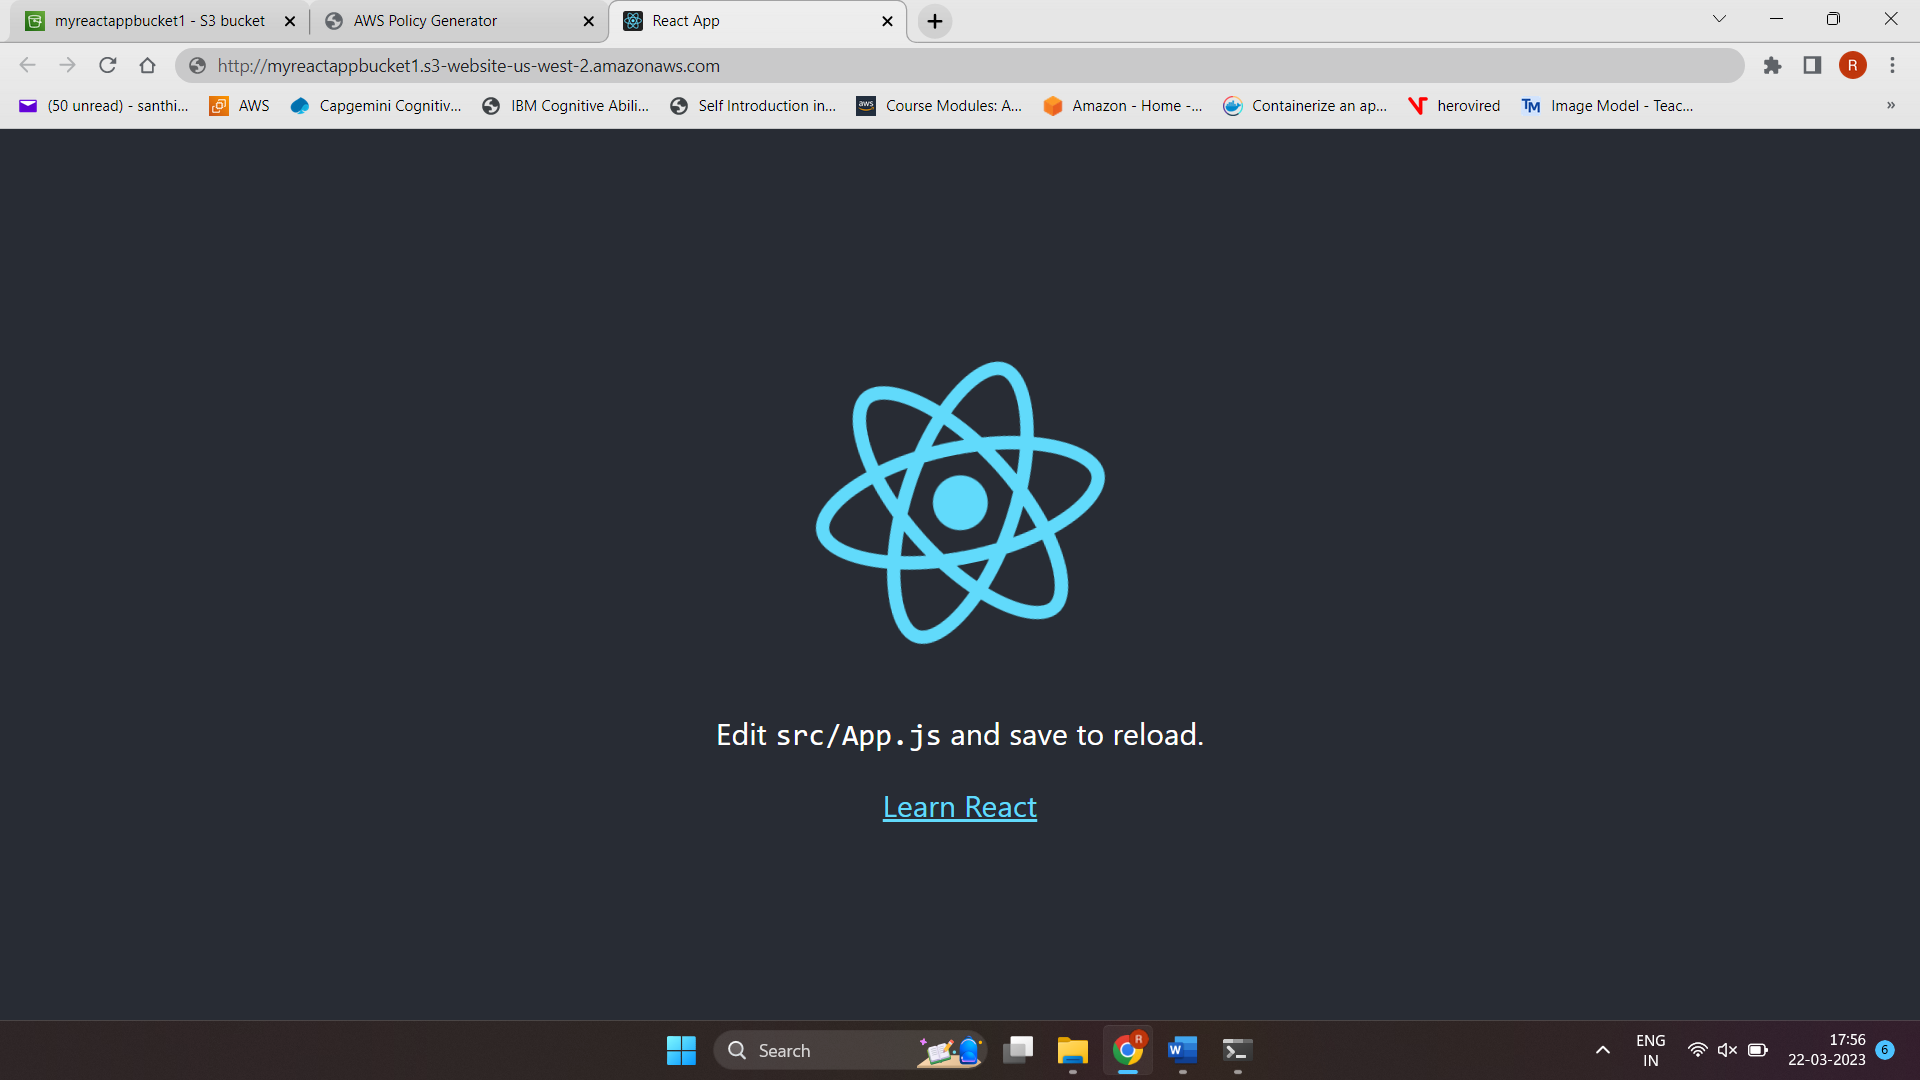 myreactappbucket1 - S3 bucket
AWS Policy Generator
React App
http://myreactappbucket1.s3-website-us-west-2.amazonaws.com
R
(50 unread) - santhi...
AWS
Capgemini Cognitiv...
IBM Cognitive Abili...
Self Introduction in...
aws
Course Modules: A...
Amazon - Home -...
Containerize an ap...
herovired
TM
Image Model - Teac...
»
Edit src/App.js and save to reload.
Learn React
Search
R
W
ENG
IN
17:56
22-03-2023
6